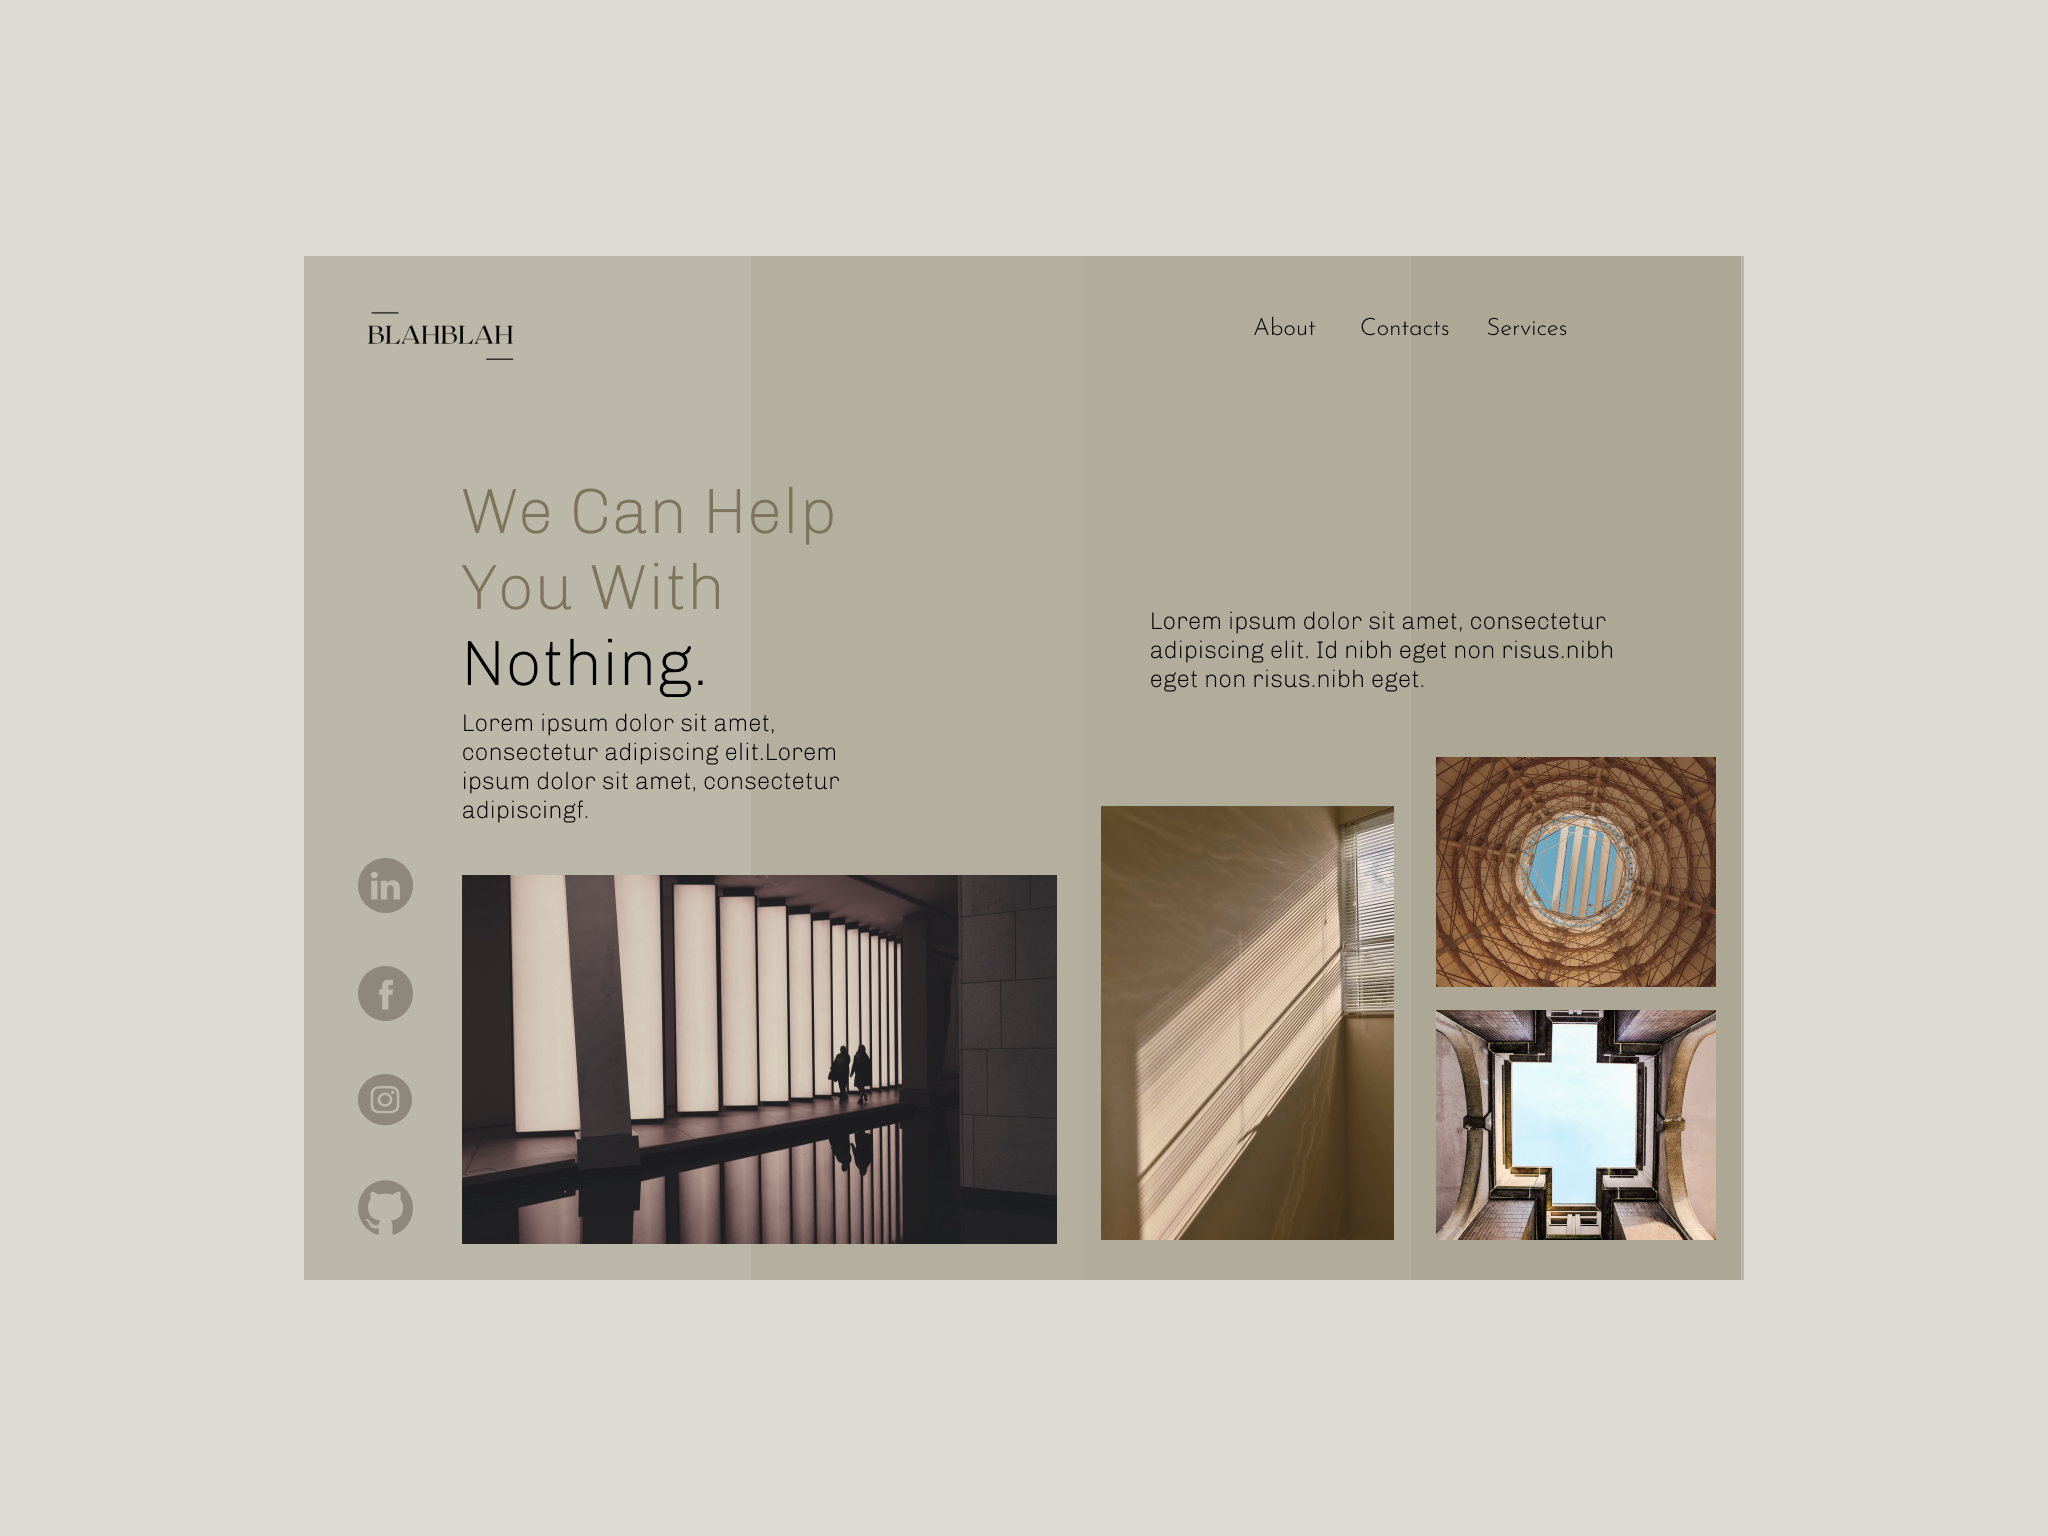 BLAHBLAH
About Contacts Services
We Can Help
You With
Nothing.
Lorem ipsum dolor sit amet,
consectetur adipiscing elit.Lorem
ipsum dolor sit amet, consectetur
adipiscingf.
Lorem ipsum dolor sit amet, consectetur
adipiscing elit. Id nibh eget non risus.nibh
eget non risus.nibh eget.
in
f